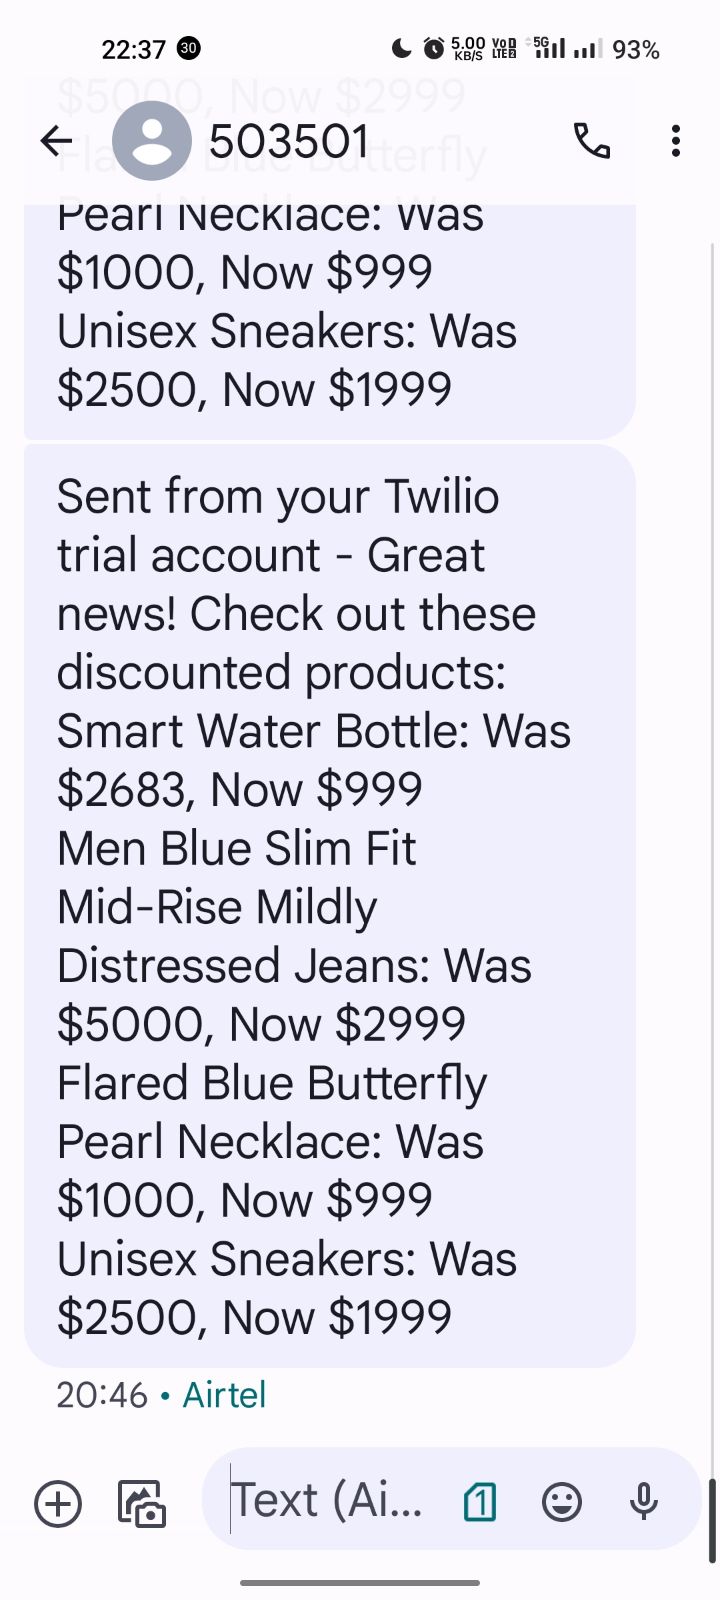 22:37 30 5.00 KB/S VoD LTE2 5G 93%
$5000, Now $2999
503501
Flared Blue Butterfly
Pearl Necklace: Was
$1000, Now $999
Unisex Sneakers: Was
$2500, Now $1999
Sent from your Twilio
trial account - Great
news! Check out these
discounted products:
Smart Water Bottle: Was
$2683, Now $999
Men Blue Slim Fit
Mid-Rise Mildly
Distressed Jeans: Was
$5000, Now $2999
Flared Blue Butterfly
Pearl Necklace: Was
$1000, Now $999
Unisex Sneakers: Was
$2500, Now $1999
20:46 • Airtel
Text (Ai... 1